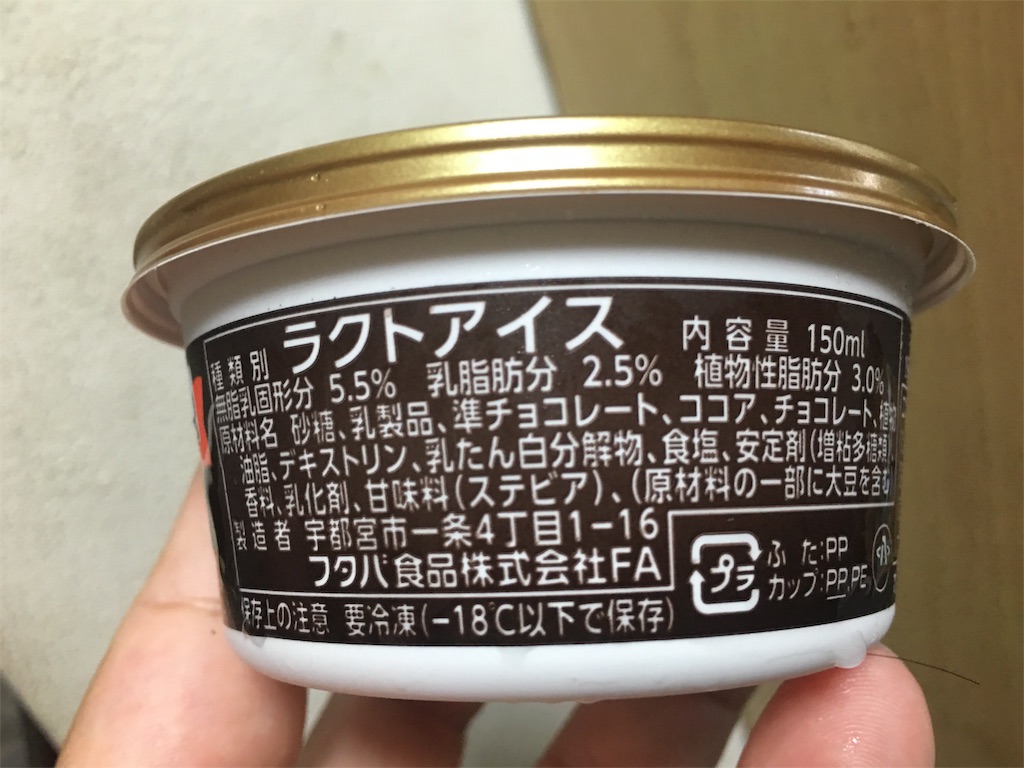 種類別 ラクトアイス 内容量 150ml
無脂乳固形分 5.5% 乳脂肪分 2.5% 植物性脂肪分 3.0%
原材料名 砂糖、乳製品、準チョコレート、ココア、チョコレート、植物
油脂、デキストリン、乳たん白分解物、食塩、安定剤(増粘多糖類)、
香料、乳化剤、甘味料(ステビア)、(原材料の一部に大豆を含む
製造者 宇都宮市一条4丁目1-16
フタバ食品株式会社FA
プラ
ふた:PP
カップ:PP,PE
保存上の注意 要冷凍(-18℃以下で保存)